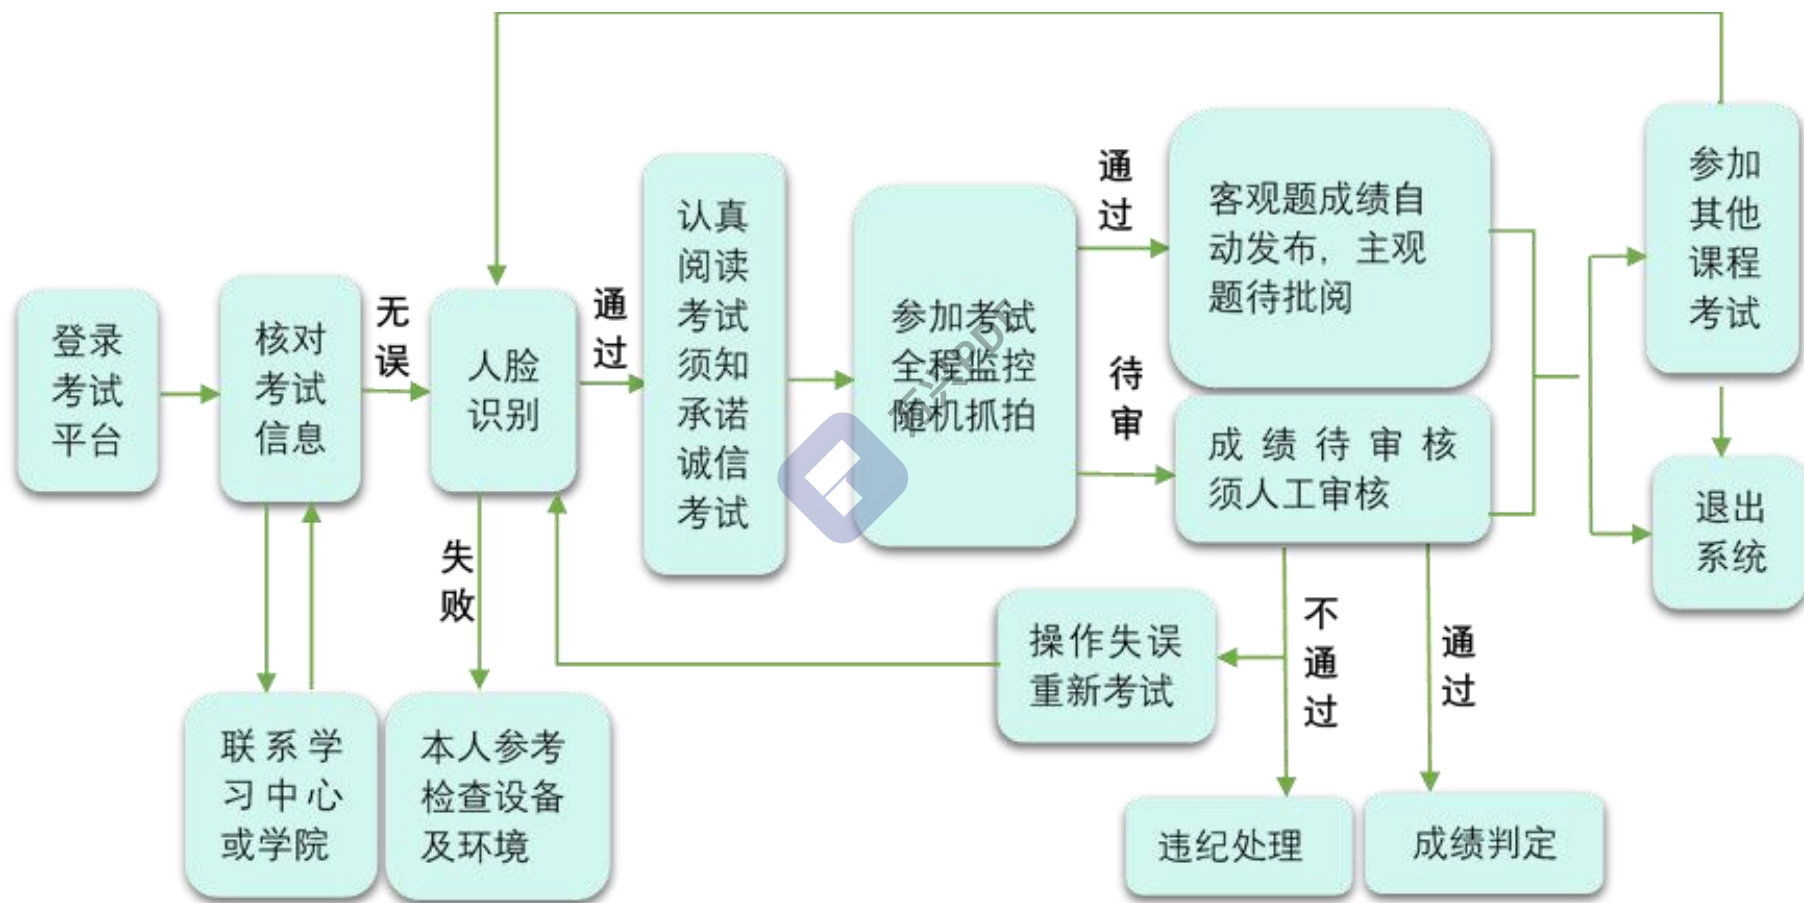 登录
考试
平台
核对
考试
信息
无
误
人脸
识别
通
过
认真
阅读
考试
须知
承诺
诚信
考试
参加考试
全程监控
随机抓拍
通
过
客观题成绩自
动发布，主观
题待批阅
待
审
成绩待审核
须人工审核
参加
其他
课程
考试
退出
系统
失
败
联系学
习中心
或学院
本人参考
检查设备
及环境
操作失误
重新考试
不
通
过
通
过
违纪处理
成绩判定